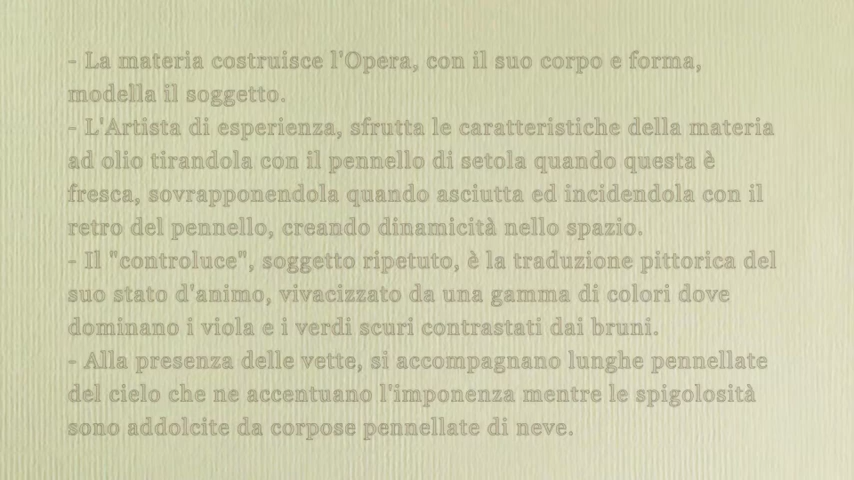 - La materia costruisce l'Opera, con il suo corpo e forma,
modella il soggetto.
- L'Artista di esperienza, sfrutta le caratteristiche della materia
ad olio tirandola con il pennello di setola quando questa è
fresca, sovrapponendola quando asciutta ed incidendola con il
retro del pennello, creando dinamicità nello spazio.
- Il "controluce", soggetto ripetuto, è la traduzione pittorica del
suo stato d'animo, vivacizzato da una gamma di colori dove
dominano i viola e i verdi scuri contrastati dai bruni.
- Alla presenza delle vette, si accompagnano lunghe pennellate
del cielo che ne accentuano l'imponenza mentre le spigolosità
sono addolcite da corpose pennellate di neve.